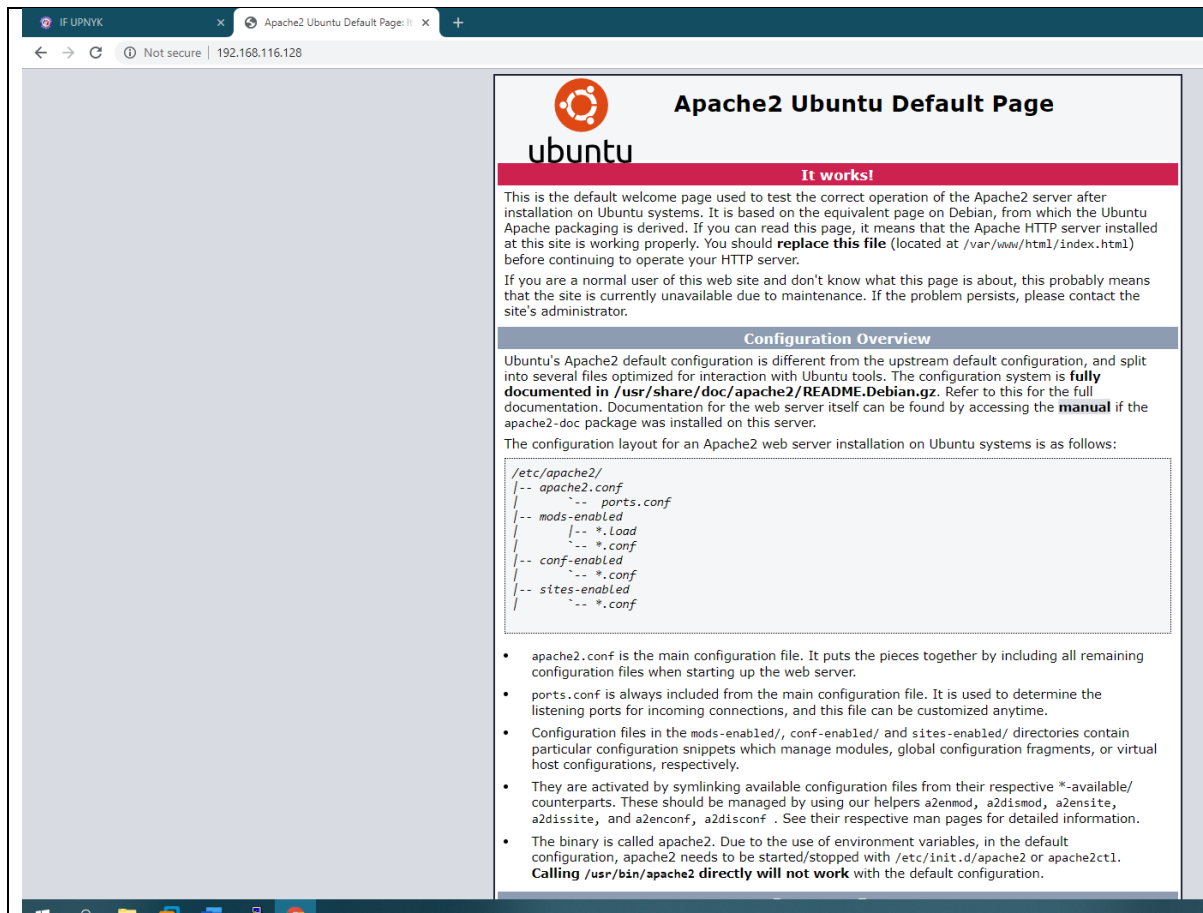 IF UPNYK
Apache2 Ubuntu Default Page: It
Not secure
192.168.116.128
ubuntu
Apache2 Ubuntu Default Page
It works!
This is the default welcome page used to test the correct operation of the Apache2 server after
installation on Ubuntu systems. It is based on the equivalent page on Debian, from which the Ubuntu
Apache packaging is derived. If you can read this page, it means that the Apache HTTP server installed
at this site is working properly. You should replace this file (located at /var/www/html/index.html)
before continuing to operate your HTTP server.
If you are a normal user of this web site and don't know what this page is about, this probably means
that the site is currently unavailable due to maintenance. If the problem persists, please contact the
site's administrator.
Configuration Overview
Ubuntu's Apache2 default configuration is different from the upstream default configuration, and split
into several files optimized for interaction with Ubuntu tools. The configuration system is fully
documented in /usr/share/doc/apache2/README.Debian.gz. Refer to this for the full
documentation. Documentation for the web server itself can be found by accessing the manual if the
apache2-doc package was installed on this server.
The configuration layout for an Apache2 web server installation on Ubuntu systems is as follows:
/etc/apache2/
|-- apache2.conf
|       `--  ports.conf
|-- mods-enabled
|       |-- *.load
|       `-- *.conf
|-- conf-enabled
|       `-- *.conf
|-- sites-enabled
|       `-- *.conf
• apache2.conf is the main configuration file. It puts the pieces together by including all remaining
configuration files when starting up the web server.
• ports.conf is always included from the main configuration file. It is used to determine the
listening ports for incoming connections, and this file can be customized anytime.
• Configuration files in the mods-enabled/, conf-enabled/ and sites-enabled/ directories contain
particular configuration snippets which manage modules, global configuration fragments, or virtual
host configurations, respectively.
• They are activated by symlinking available configuration files from their respective *-available/
counterparts. These should be managed by using our helpers a2enmod, a2dismod, a2ensite,
a2dissite, and a2enconf, a2disconf . See their respective man pages for detailed information.
• The binary is called apache2. Due to the use of environment variables, in the default
configuration, apache2 needs to be started/stopped with /etc/init.d/apache2 or apache2ctl.
Calling /usr/bin/apache2 directly will not work with the default configuration.